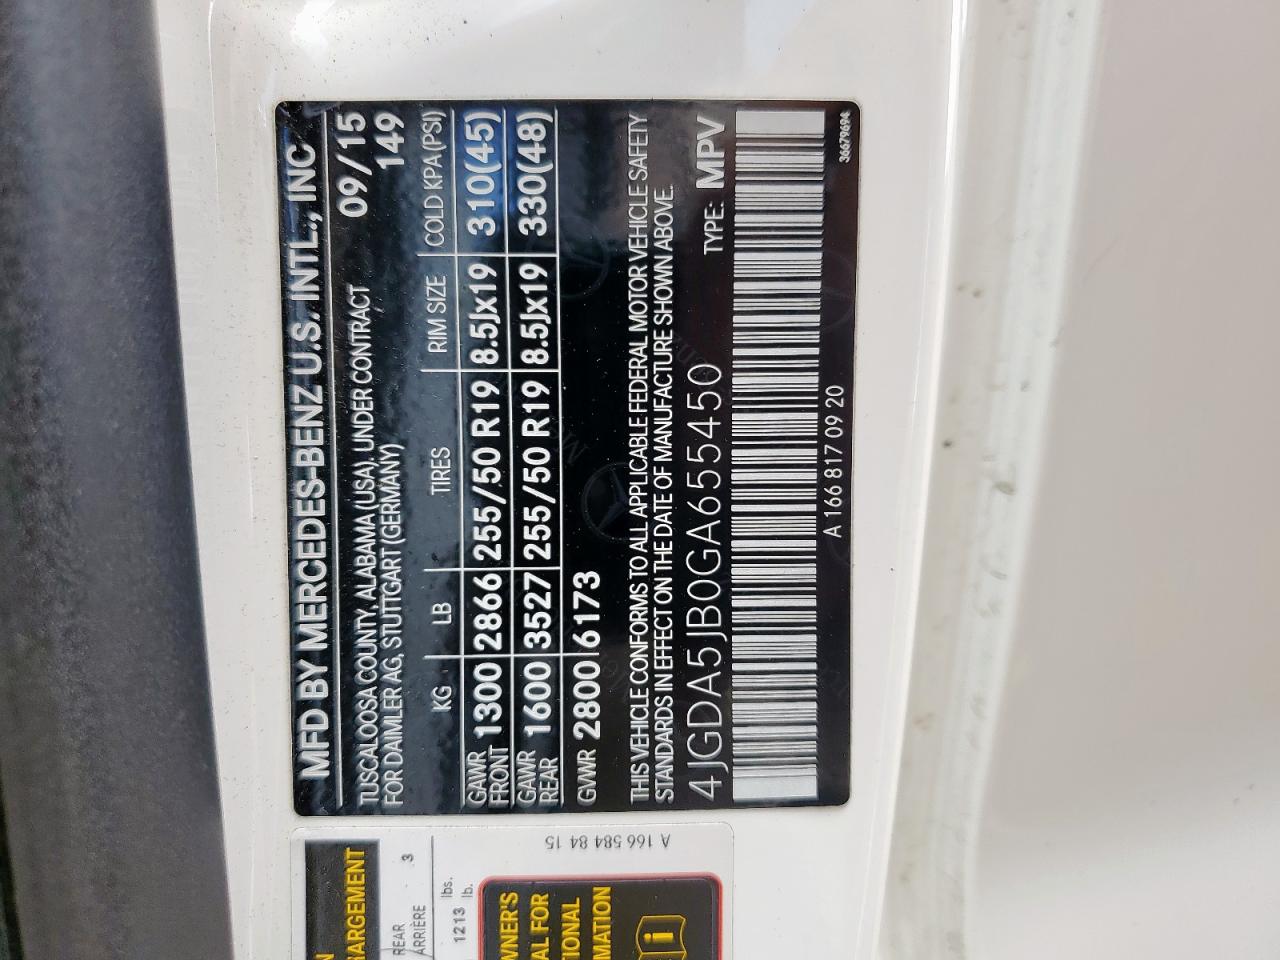 MFD BY MERCEDES-BENZ U.S. INTL., INC
TUSCALOOSA COUNTY, ALABAMA (USA), UNDER CONTRACT 09/15
FOR DAIMLER AG, STUTTGART (GERMANY) 149
KG LB TIRES RIM SIZE COLD KPA (PSI)
GAWR FRONT 1300 2866 255/50 R19 8.5Jx19 310(45)
GAWR REAR 1600 3527 255/50 R19 8.5Jx19 330(48)
GVWR 2800 6173
THIS VEHICLE CONFORMS TO ALL APPLICABLE FEDERAL MOTOR VEHICLE SAFETY
STANDARDS IN EFFECT ON THE DATE OF MANUFACTURE SHOWN ABOVE.
4JGDA5JB0GA655450 TYPE: MPV
A 166 817 09 20
36679694
A 166 584 84 15
REAR
ARRIÈRE
3
1213 lbs.
lb.